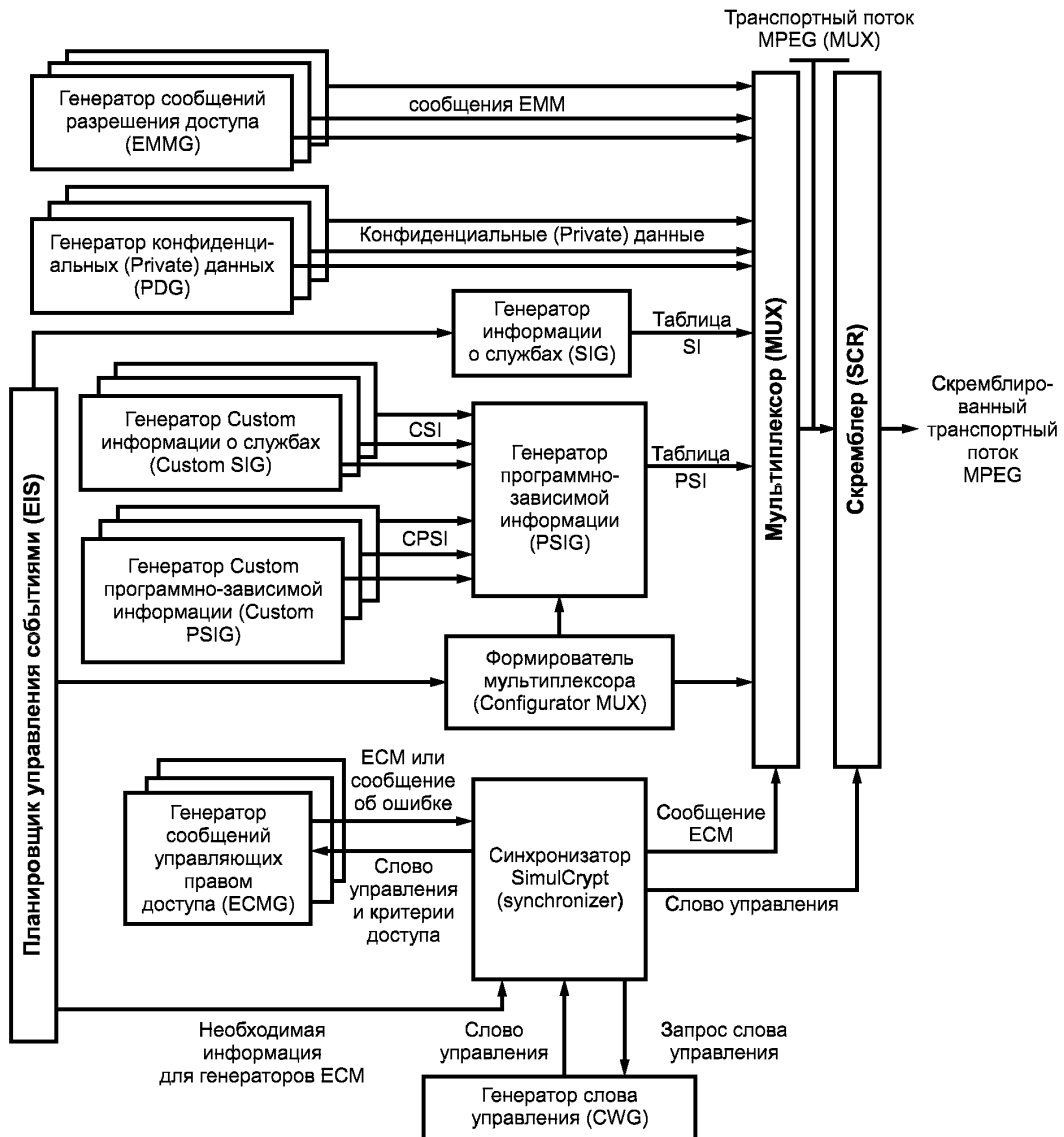 Транспортный поток
MPEG (MUX)
Генератор сообщений
разрешения доступа
(EMMG)
сообщения EMM
Генератор конфиденци-
альных (Private) данных
(PDG)
Конфиденциальные (Private) данные
Генератор
информации
о службах (SIG)
Таблица
SI
Мультиплексор (MUX)
Скремблер (SCR)
Скремблиро-
ванный
транспортный
поток
MPEG
Планировщик управления событиями (EIS)
Генератор Custom
информации о службах
(Custom SIG)
CSI
Генератор
программно-
зависимой
информации
(PSIG)
Таблица
PSI
CPSI
Генератор Custom
программно-зависимой
информации (Custom
PSIG)
Формирователь
мультиплексора
(Configurator MUX)
ECM или
сообщение
об ошибке
Генератор
сообщений
управляющих
правом
доступа (ECMG)
Слово
управления
и критерии
доступа
Синхронизатор
SimulCrypt
(synchronizer)
Сообщение
ECM
Слово управления
Необходимая
информация
для генераторов ECM
Слово
управления
Запрос слова
управления
Генератор слова
управления (CWG)